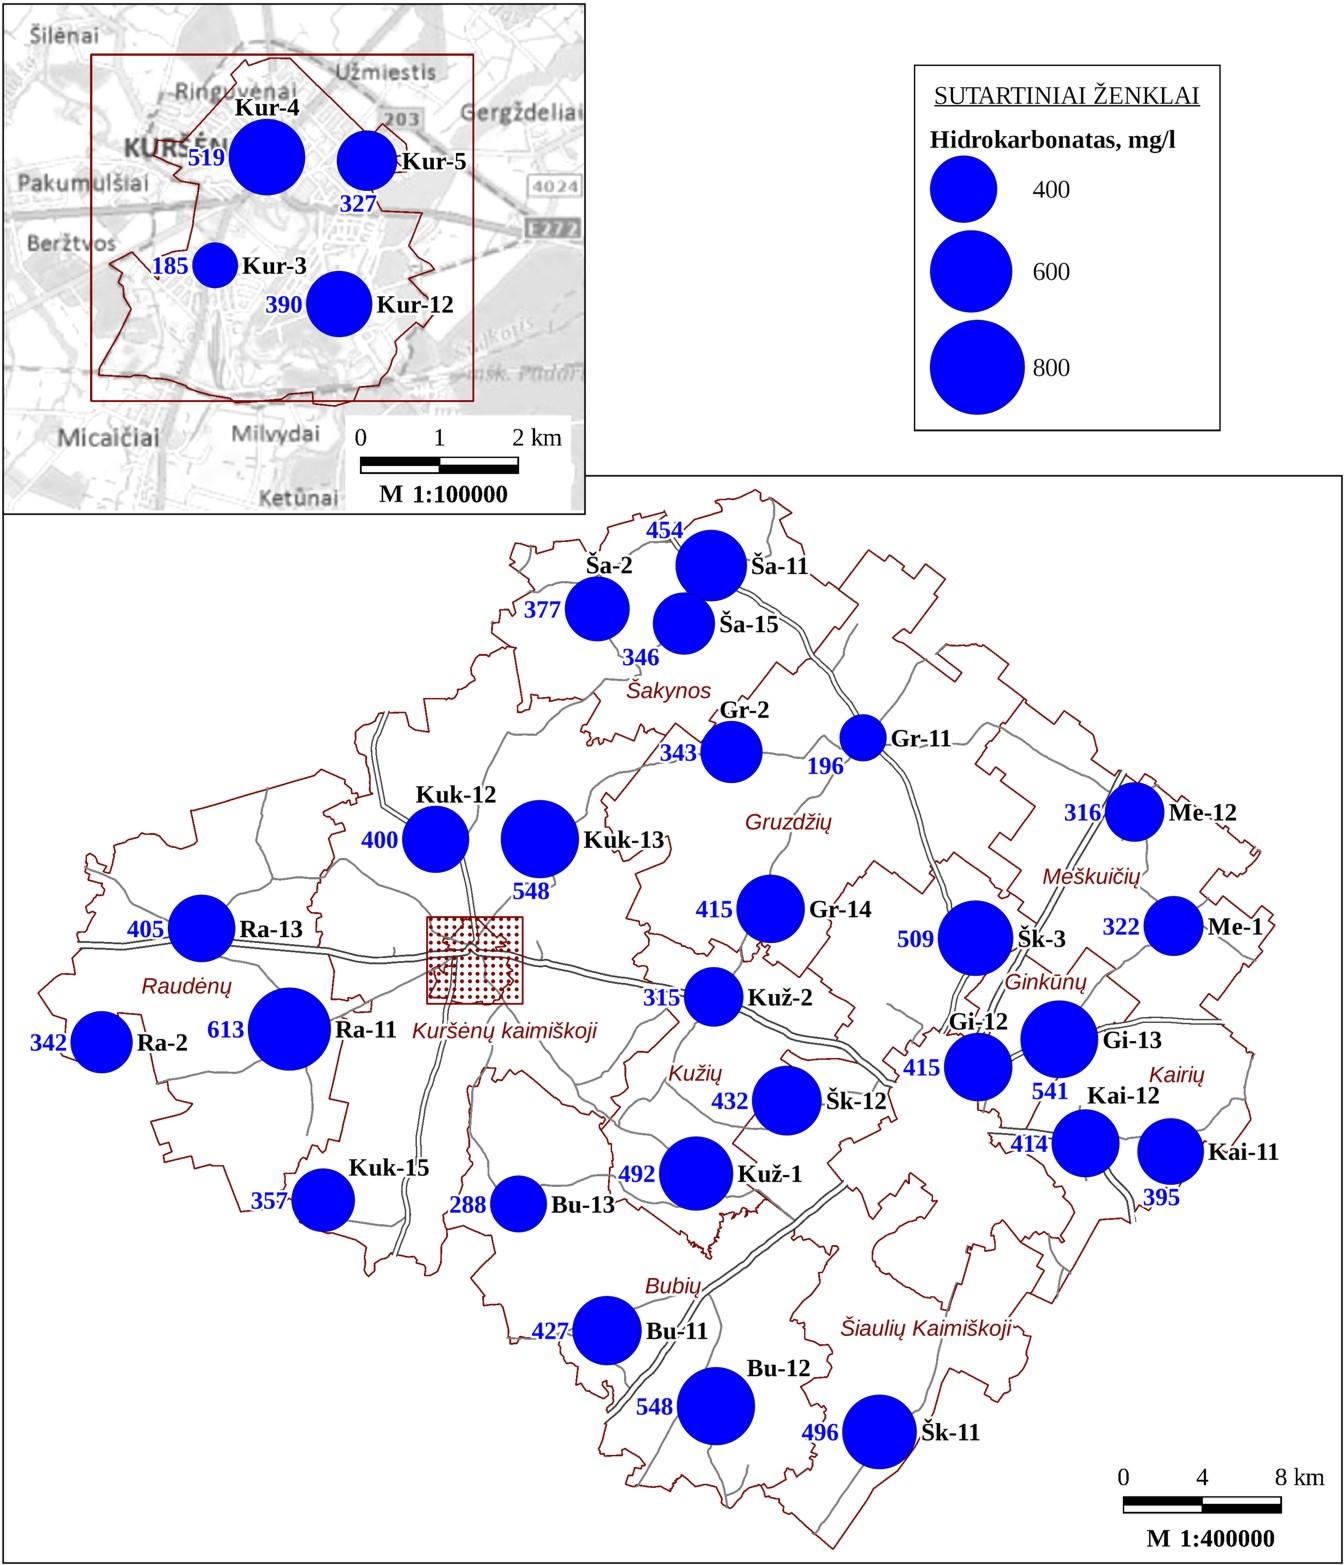 Šilėnai
Užmiestis
Ringuvėnai
Kur-4
203
Gergždeliai
KURŠĖN
519
Kur-5
Pakumulšiai
327
4024
Beržtvos
E272
185
Kur-3
390
Kur-12
Micaičiai
Milvydai
Ketūnai
0 1 2 km
M 1:100000
SUTARTINIAI ŽENKLAI
Hidrokarbonatas, mg/l
400
600
800
454
Ša-2
Ša-11
377
Ša-15
346
Šakynos
Gr-2
343
Gr-11
196
Kuk-12
400
Kuk-13
548
Gruzdžių
316
Me-12
Meškuičių
415
Gr-14
322
Me-1
405
Ra-13
509
Šk-3
Raudėnų
Ginkūnų
315
Kuž-2
Gi-12
613
Ra-11
Kuršėnų kaimiškoji
342
Ra-2
Gi-13
415
541
Kužių
Kairių
432
Šk-12
Kai-12
414
Kai-11
395
Kuk-15
357
492
Kuž-1
288
Bu-13
Bubių
427
Bu-11
Šiaulių Kaimiškoji
Bu-12
548
496
Šk-11
0 4 8 km
M 1:400000